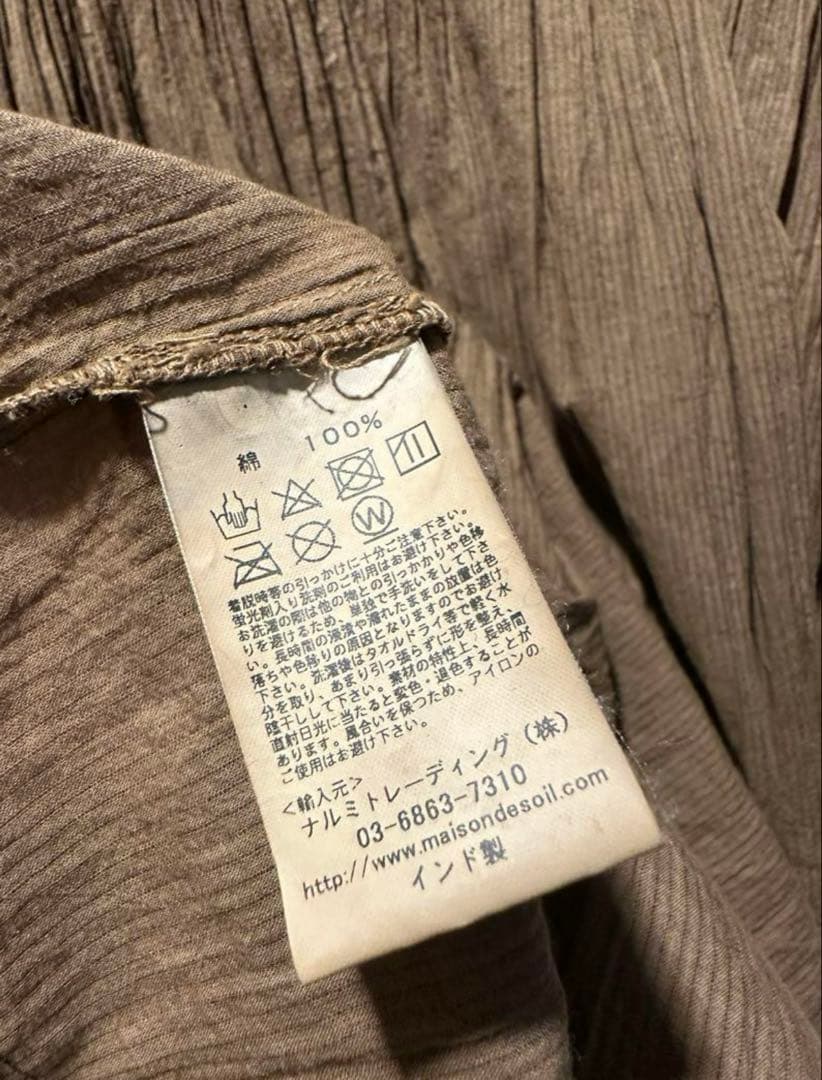 綿 100%
W
着脱時等の引っかけに十分ご注意下さい。
蛍光剤入り洗剤のご利用はお避け下さい。
お洗濯の際は他の物との引っかかりや色移
りを避けるため、単独で手洗いをして下さ
い。長時間の浸漬や濡れたままの放置は色
落ちや色移りの原因となりますのでお避け
下さい。洗濯後はタオルドライ等で軽く水
分を取り、あまり引っ張らずに形を整え、
陰干しして下さい。素材の特性上、長時間
直射日光に当たると変色・退色することが
あります。風合いを保つため、アイロンの
ご使用はお避け下さい。
<輸入元>
ナルミトレーディング(株)
03-6863-7310
http://www.maisondesoil.com
インド製